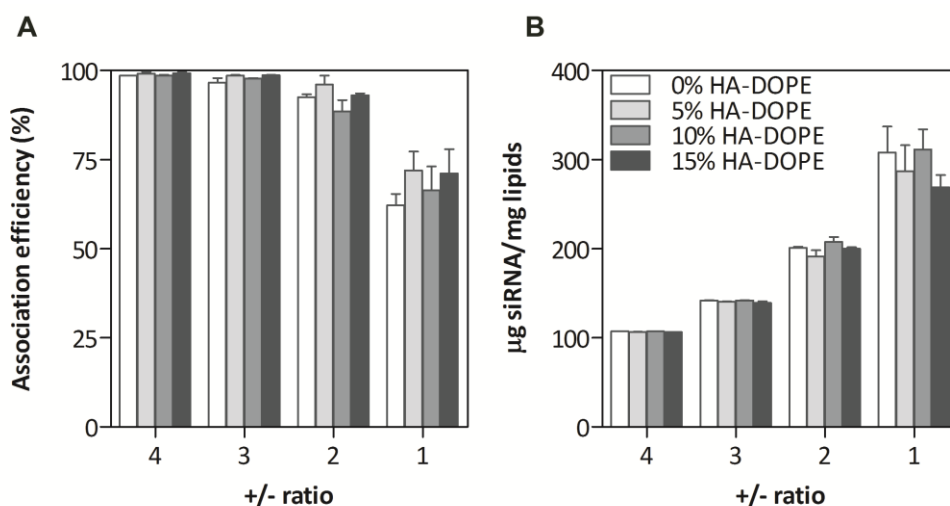 A
Association efficiency (%)
100
75
50
25
0
4 3 2 1
+/- ratio
B
µg siRNA/mg lipids
400
300
200
100
0
0% HA-DOPE
5% HA-DOPE
10% HA-DOPE
15% HA-DOPE
4 3 2 1
+/- ratio